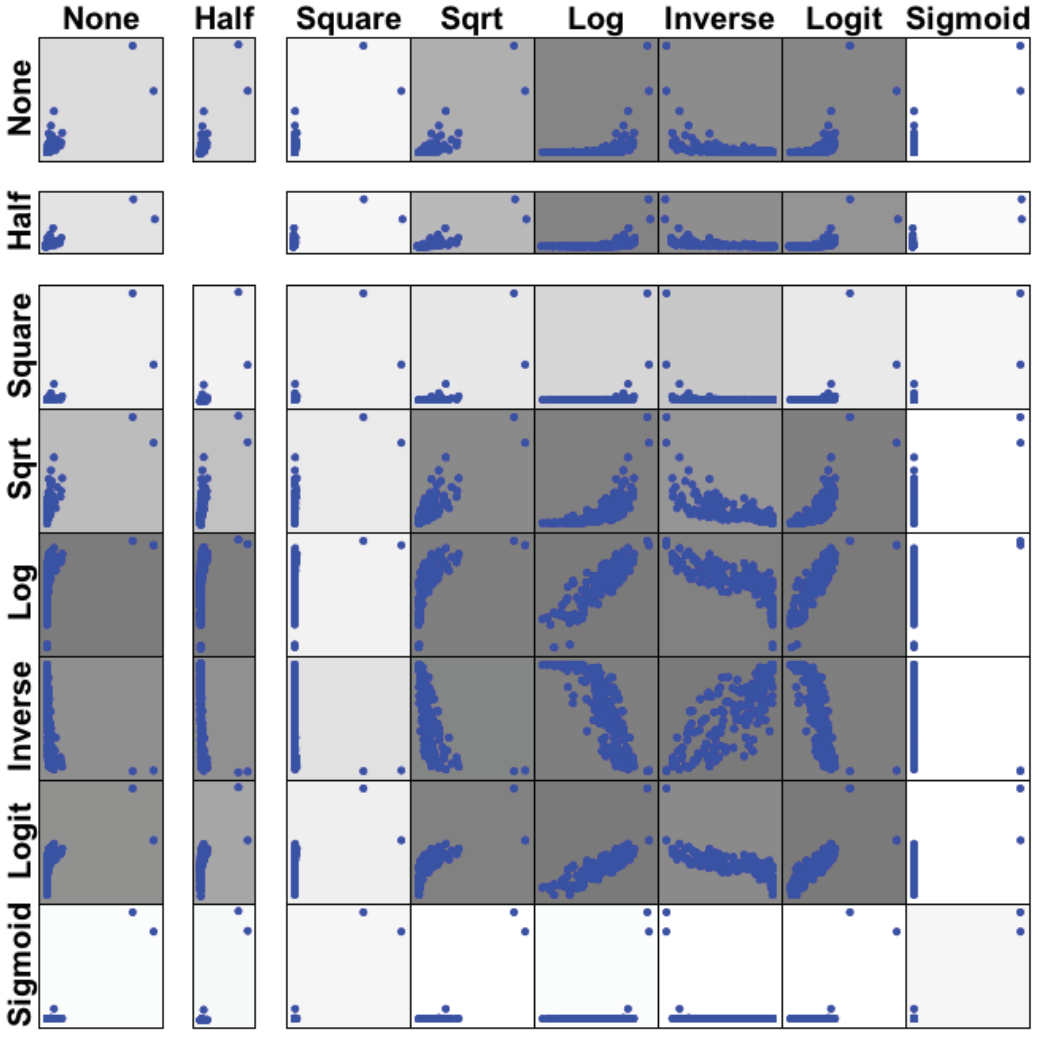 None Half Square Sqrt Log Inverse Logit Sigmoid
None
Half
Square
Sqrt
Log
Inverse
Logit
Sigmoid